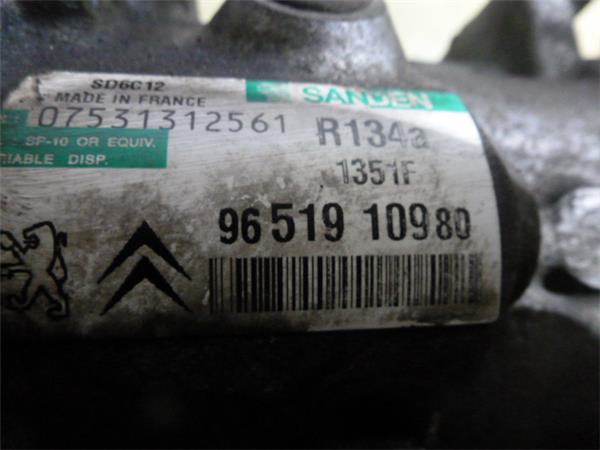 SD6C12
MADE IN FRANCE
SANDEN
07531312561
R134a
SP-10 OR EQUIV.
IABLE DISP.
1351F
96 519 109 80